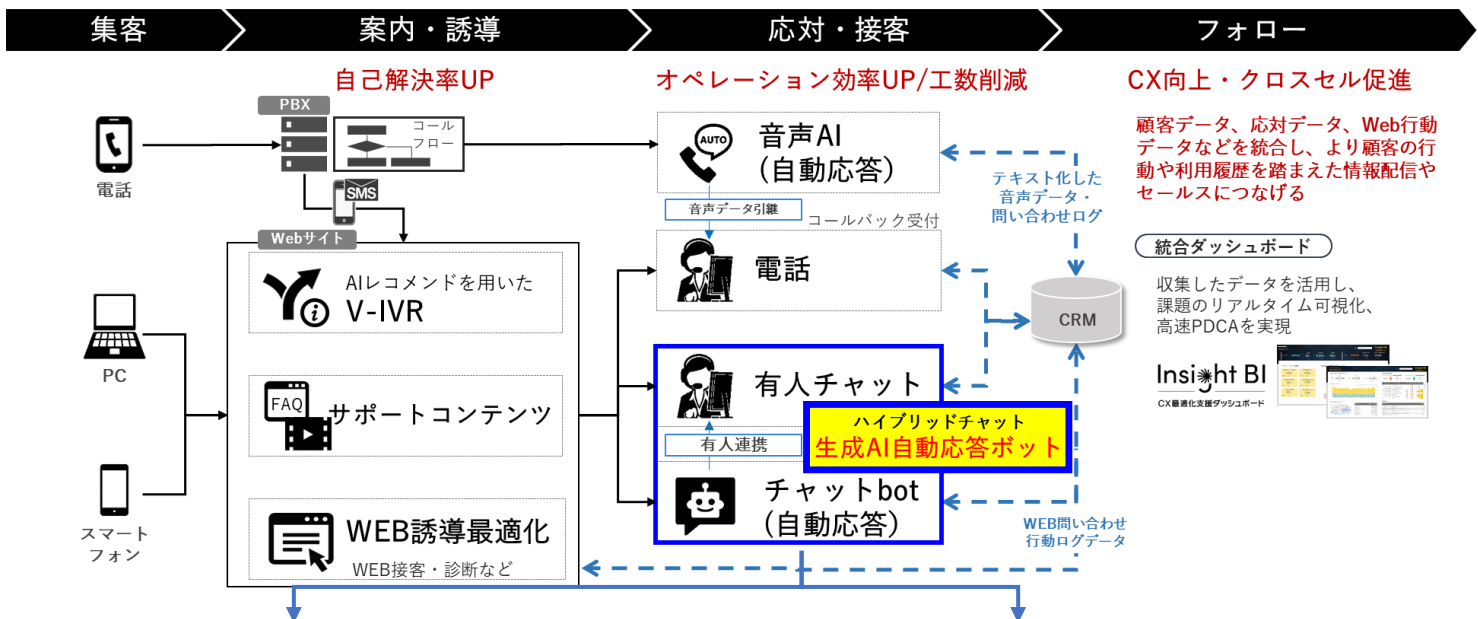 集客
案内・誘導
応対・接客
フォロー
自己解決率UP
オペレーション効率UP/工数削減
CX向上・クロスセル促進
電話
PBX
コール
フロー
SMS
PC
スマート
フォン
Webサイト
AIレコメンドを用いた
V-IVR
FAQ
サポートコンテンツ
WEB誘導最適化
WEB接客・診断など
AUTO
音声AI
(自動応答)
音声データ引継
コールバック受付
電話
有人チャット
ハイブリッドチャット
生成AI自動応答ボット
有人連携
チャットbot
(自動応答)
テキスト化した
音声データ・
問い合わせログ
CRM
WEB問い合わせ
行動ログデータ
顧客データ、応対データ、Web行動
データなどを統合し、より顧客の行
動や利用履歴を踏まえた情報配信や
セールスにつなげる
統合ダッシュボード
収集したデータを活用し、
課題のリアルタイム可視化、
高速PDCAを実現
Insight BI
CX最適化支援ダッシュボード